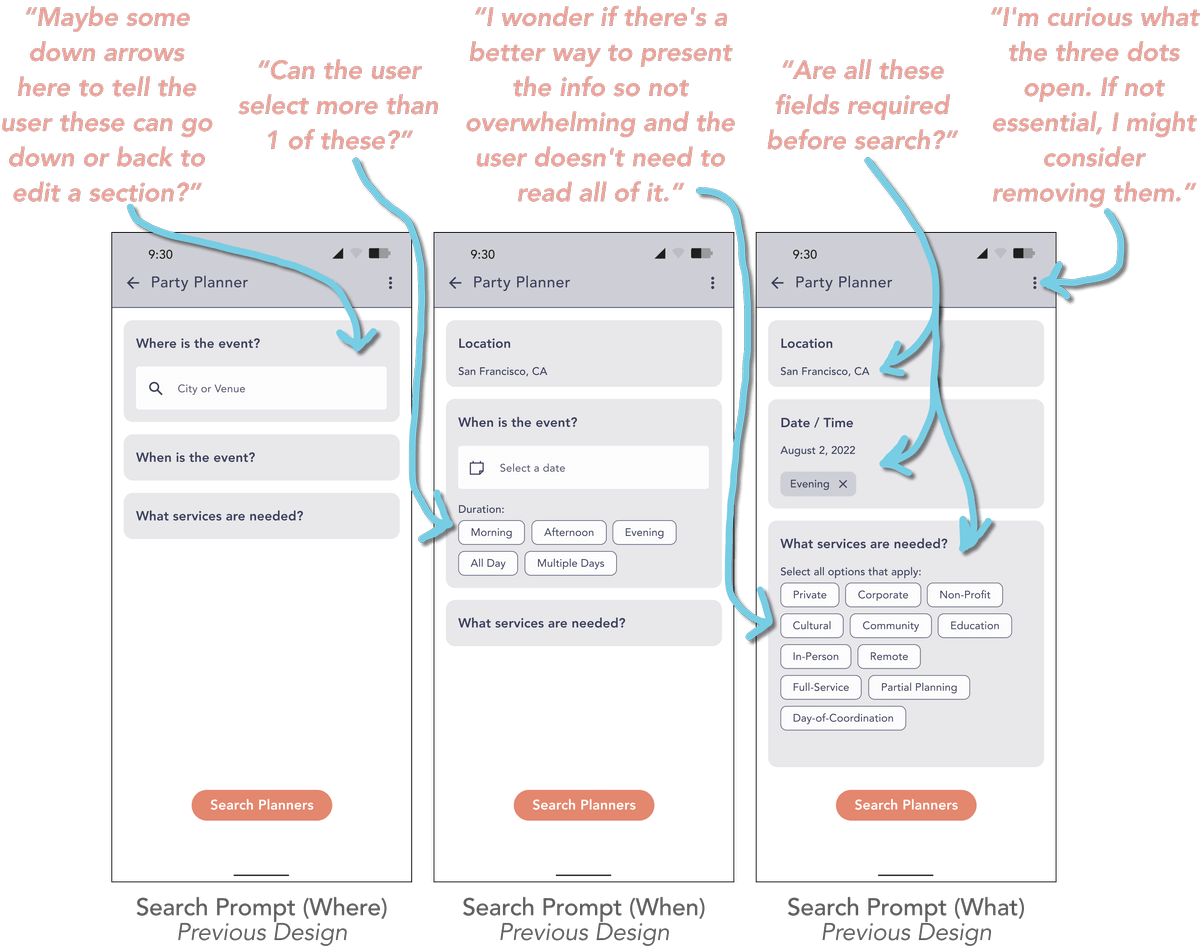 “Maybe some
down arrows
here to tell the
user these can go
down or back to
edit a section?”
“Can the user
select more than
1 of these?”
“I wonder if there's a
better way to present
the info so not
overwhelming and the
user doesn't need to
read all of it.”
“Are all these
fields required
before search?”
“I'm curious what
the three dots
open. If not
essential, I might
consider
removing them.”
9:30
Party Planner
Where is the event?
City or Venue
When is the event?
What services are needed?
Search Planners
Search Prompt (Where)
Previous Design
9:30
Party Planner
Location
San Francisco, CA
When is the event?
Select a date
Duration:
Morning Afternoon Evening
All Day Multiple Days
What services are needed?
Search Planners
Search Prompt (When)
Previous Design
9:30
Party Planner
Location
San Francisco, CA
Date / Time
August 2, 2022
Evening
What services are needed?
Select all options that apply:
Private Corporate Non-Profit
Cultural Community Education
In-Person Remote
Full-Service Partial Planning
Day-of-Coordination
Search Planners
Search Prompt (What)
Previous Design